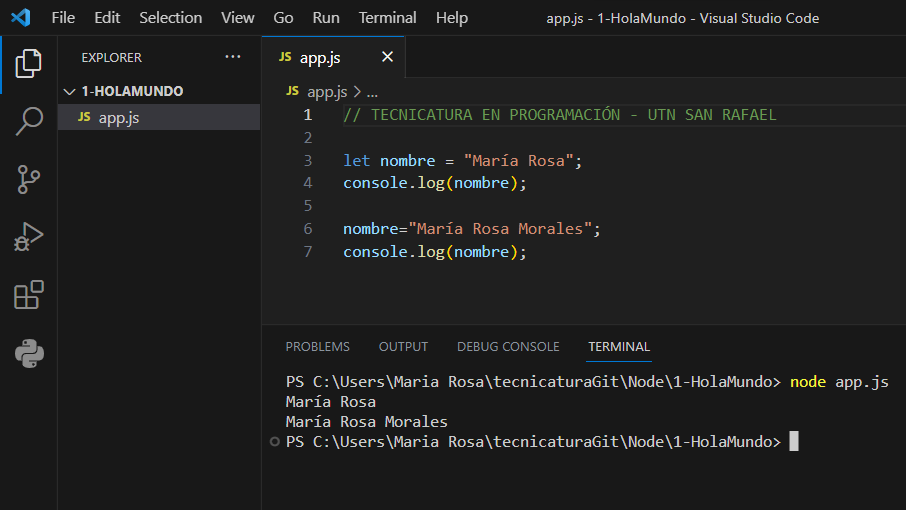 File Edit Selection View Go Run Terminal Help app.js - 1-HolaMundo - Visual Studio Code
EXPLORER ...
1-HOLAMUNDO
JS app.js
JS app.js ×
JS app.js > ...
1 // TECNICATURA EN PROGRAMACIÓN - UTN SAN RAFAEL
2
3 let nombre = "María Rosa";
4 console.log(nombre);
5
6 nombre="María Rosa Morales";
7 console.log(nombre);
PROBLEMS OUTPUT DEBUG CONSOLE TERMINAL
PS C:\Users\Maria Rosa\tecnicaturaGit\Node\1-HolaMundo> node app.js
María Rosa
María Rosa Morales
PS C:\Users\Maria Rosa\tecnicaturaGit\Node\1-HolaMundo>